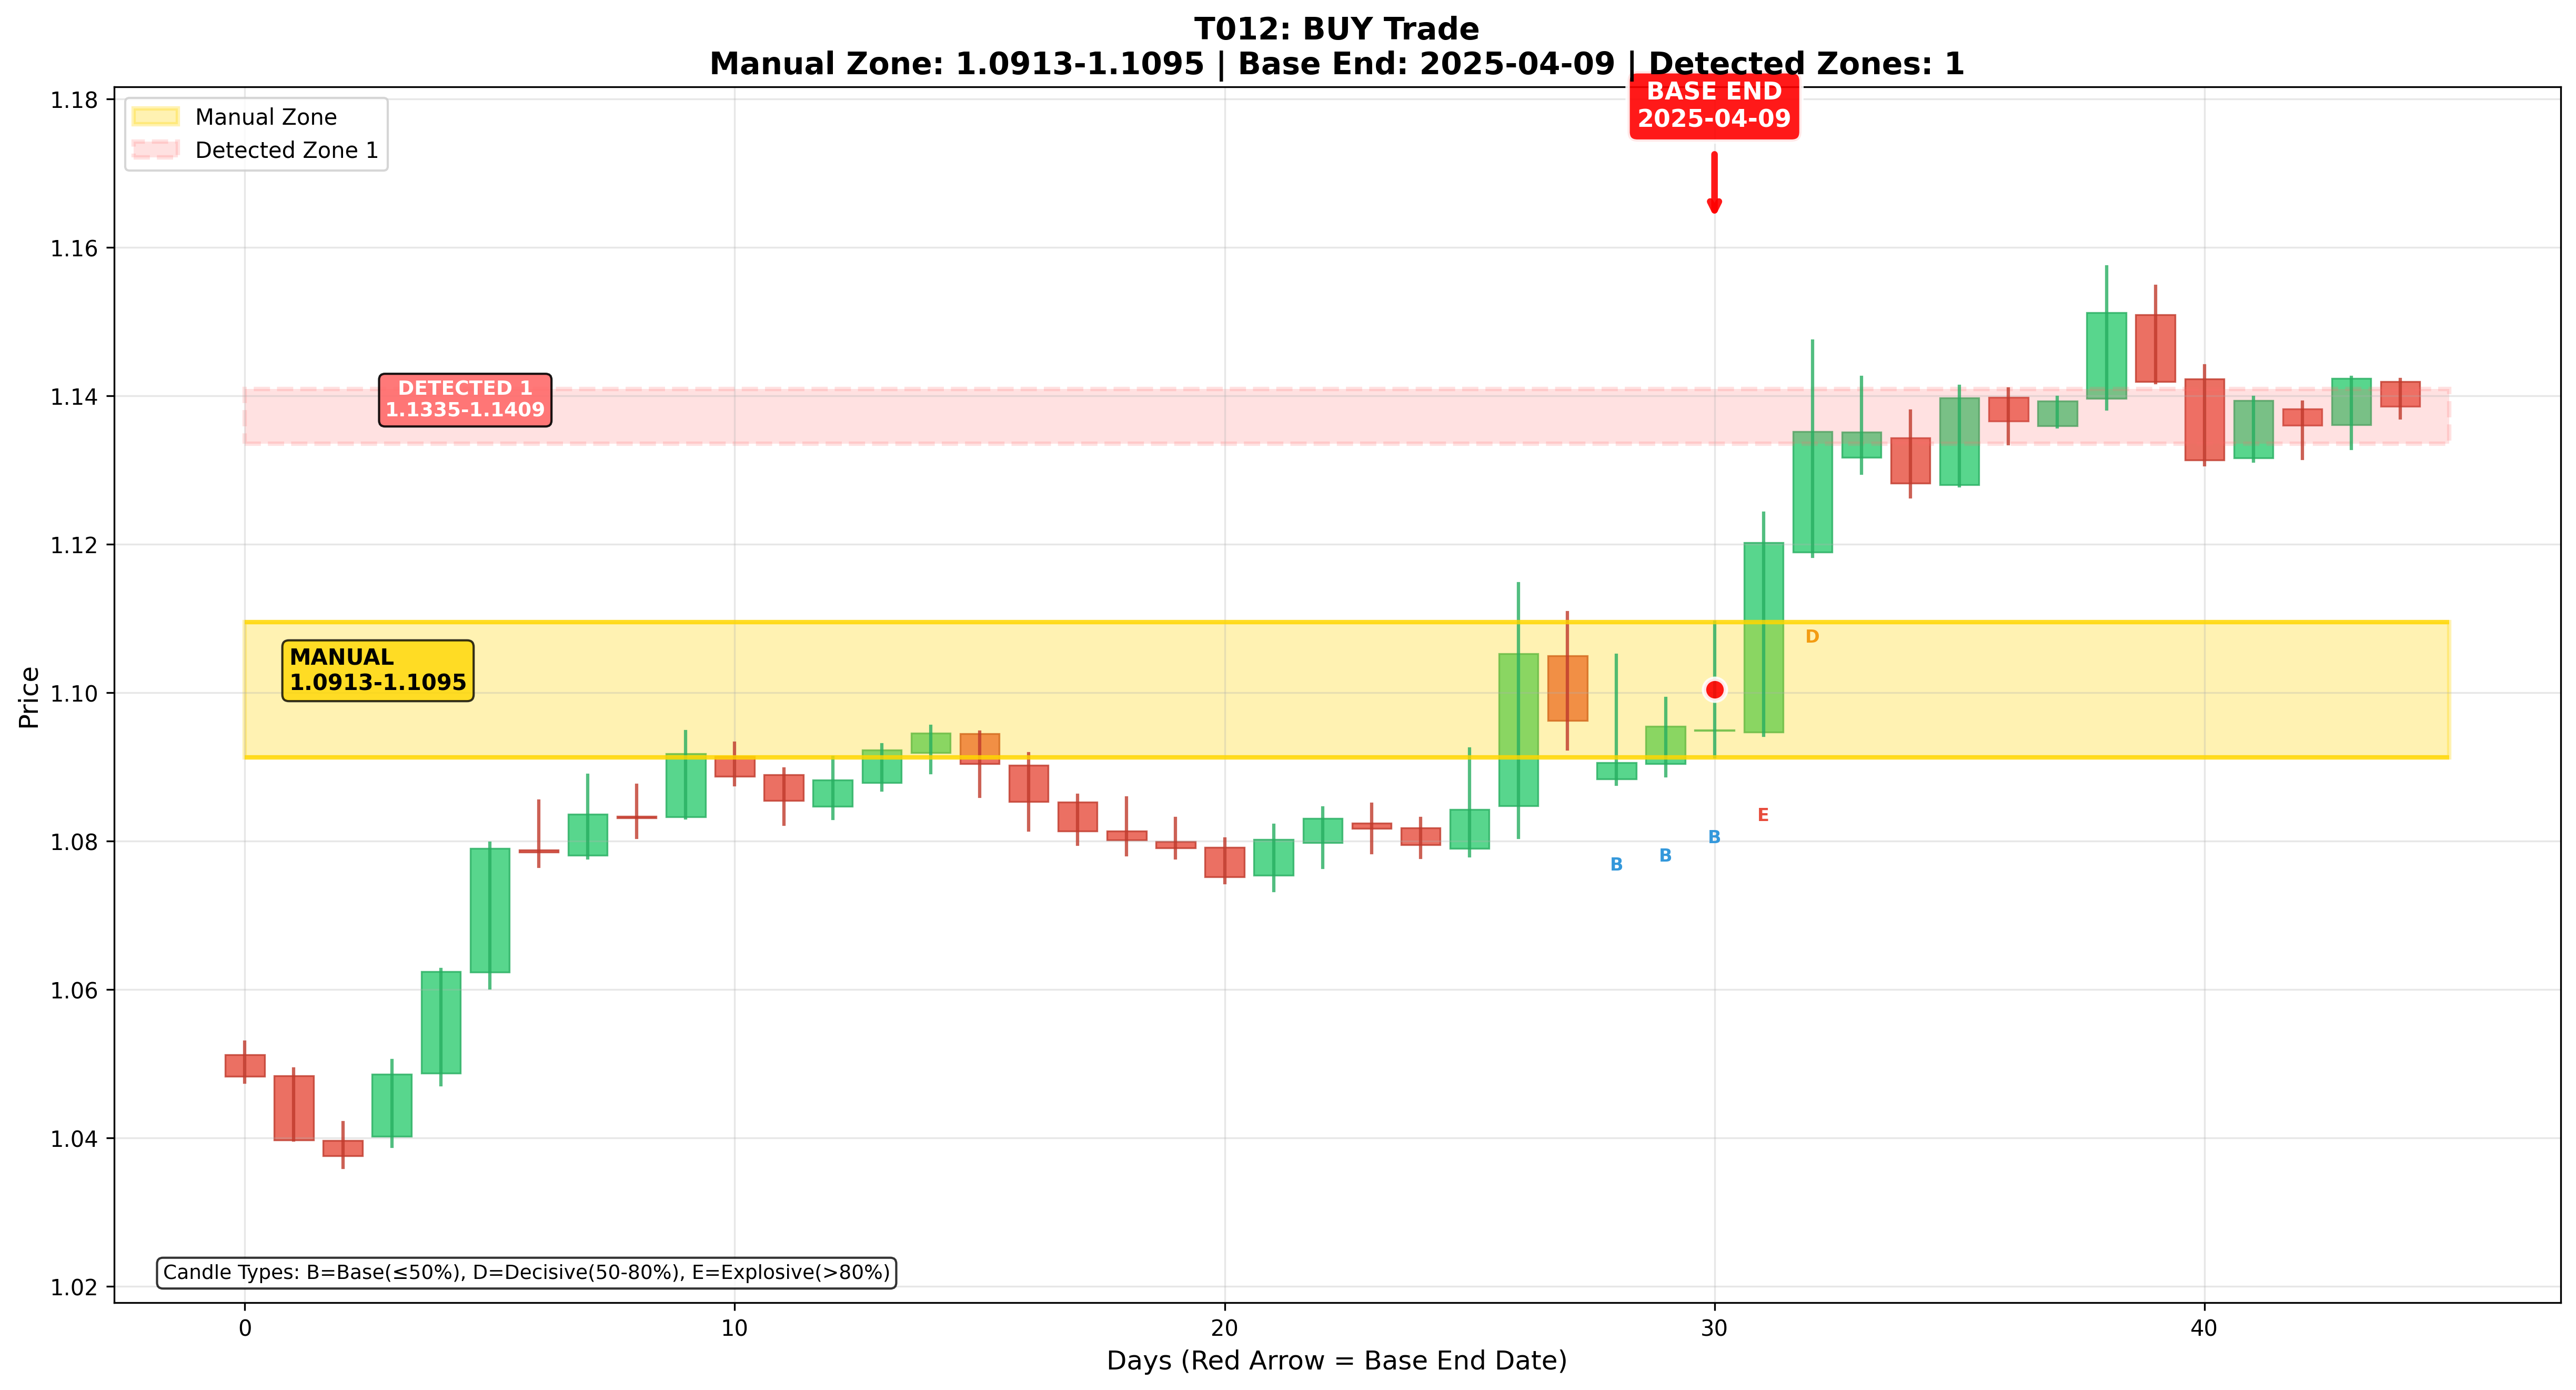 T012: BUY Trade
Manual Zone: 1.0913-1.1095 | Base End: 2025-04-09 | Detected Zones: 1
BASE END
2025-04-09
Manual Zone
Detected Zone 1
1.18
1.16
1.14
1.12
1.10
1.08
1.06
1.04
1.02
Price
DETECTED 1
1.1335-1.1409
MANUAL
1.0913-1.1095
D
E
B
B
B
Candle Types: B=Base(≤50%), D=Decisive(50-80%), E=Explosive(>80%)
0 10 20 30 40
Days (Red Arrow = Base End Date)